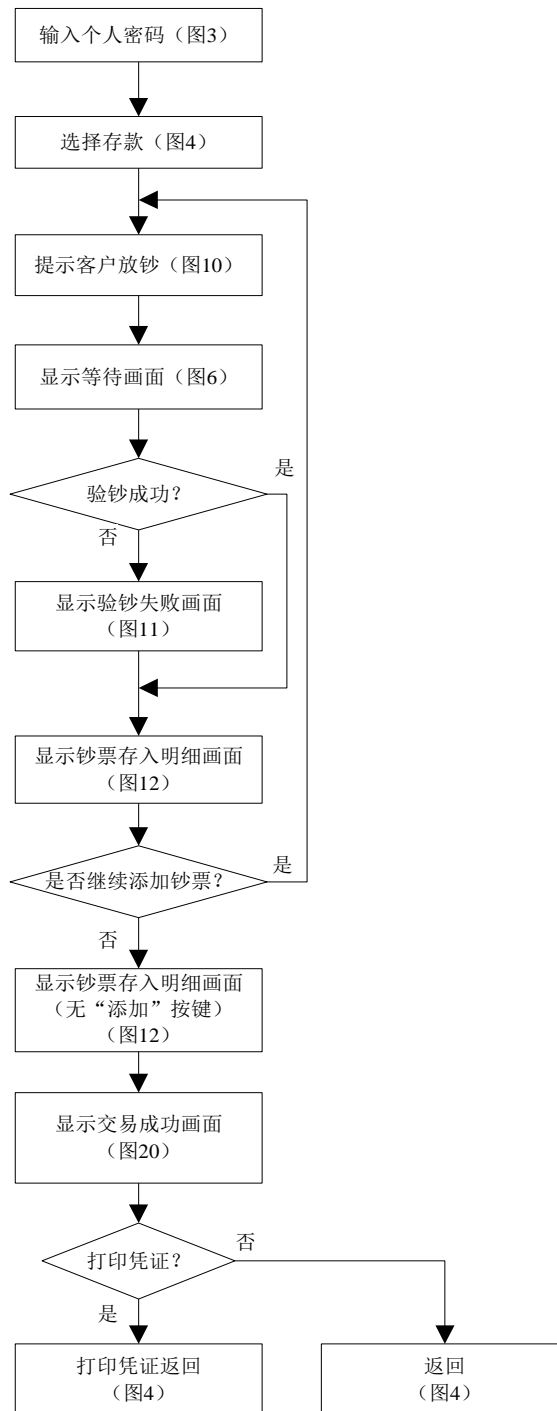 输入个人密码（图3）
选择存款（图4）
提示客户放钞（图10）
显示等待画面（图6）
是
验钞成功？
否
显示验钞失败画面
（图11）
显示钞票存入明细画面
（图12）
是
是否继续添加钞票？
否
显示钞票存入明细画面
（无“添加”按键）
（图12）
显示交易成功画面
（图20）
否
打印凭证？
是
打印凭证返回
（图4）
返回
（图4）